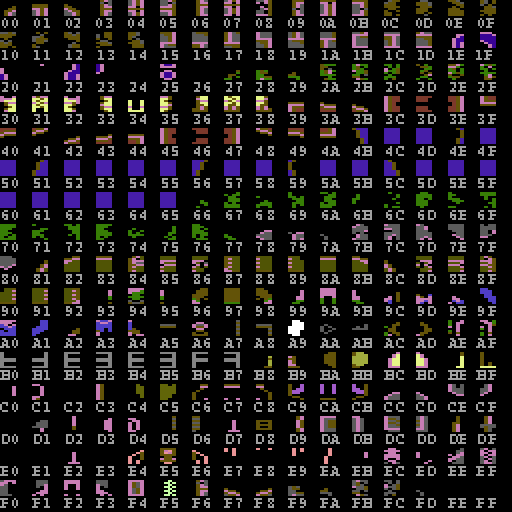 00 01 02 03 04 05 06 07 08 09 0A 0B 0C 0D 0E 0F
10 11 12 13 14 15 16 17 18 19 1A 1B 1C 1D 1E 1F
20 21 22 23 24 25 26 27 28 29 2A 2B 2C 2D 2E 2F
30 31 32 33 34 35 36 37 38 39 3A 3B 3C 3D 3E 3F
40 41 42 43 44 45 46 47 48 49 4A 4B 4C 4D 4E 4F
50 51 52 53 54 55 56 57 58 59 5A 5B 5C 5D 5E 5F
60 61 62 63 64 65 66 67 68 69 6A 6B 6C 6D 6E 6F
70 71 72 73 74 75 76 77 78 79 7A 7B 7C 7D 7E 7F
80 81 82 83 84 85 86 87 88 89 8A 8B 8C 8D 8E 8F
90 91 92 93 94 95 96 97 98 99 9A 9B 9C 9D 9E 9F
A0 A1 A2 A3 A4 A5 A6 A7 A8 A9 AA AB AC AD AE AF
B0 B1 B2 B3 B4 B5 B6 B7 B8 B9 BA BB BC BD BE BF
C0 C1 C2 C3 C4 C5 C6 C7 C8 C9 CA CB CC CD CE CF
D0 D1 D2 D3 D4 D5 D6 D7 D8 D9 DA DB DC DD DE DF
E0 E1 E2 E3 E4 E5 E6 E7 E8 E9 EA EB EC ED EE EF
F0 F1 F2 F3 F4 F5 F6 F7 F8 F9 FA FB FC FD FE FF